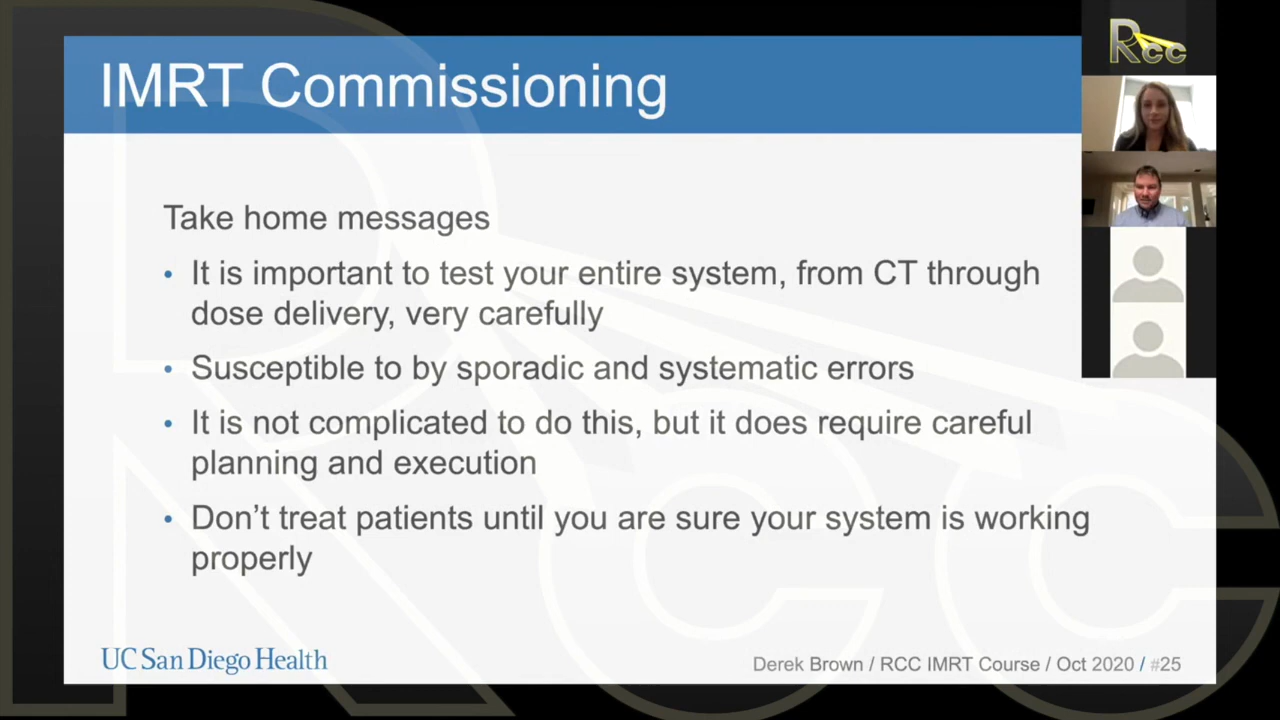 IMRT Commissioning
Rcc
Take home messages
• It is important to test your entire system, from CT through
dose delivery, very carefully
• Susceptible to by sporadic and systematic errors
• It is not complicated to do this, but it does require careful
planning and execution
• Don’t treat patients until you are sure your system is working
properly
UC San Diego Health
Derek Brown / RCC IMRT Course / Oct 2020 / #25